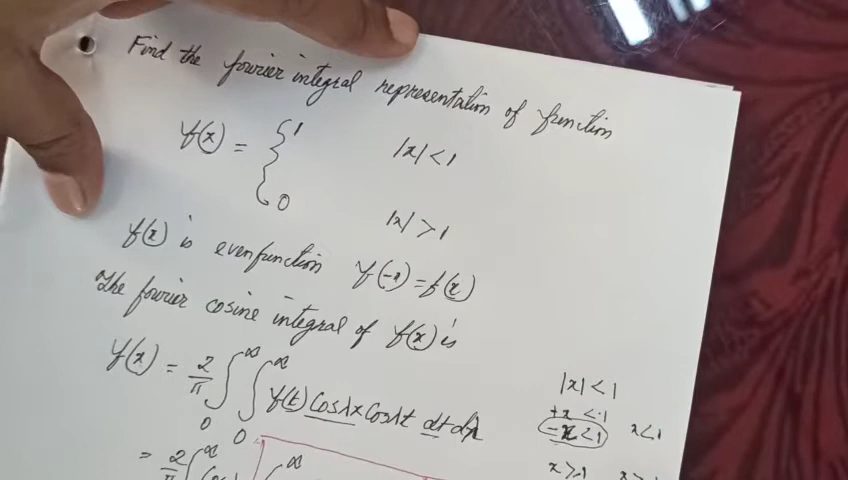 Find the fourier integral representation of function
f(x) = { 1 |x| < 1
0 |x| > 1
f(x) is evenfunction f(-x) = f(x)
The fourier cosine integral of f(x) is
f(x) = 2/π ∫₀^∞ ∫₀^∞ f(t) Cosλx Cosλt dt dλ
|x| < 1
+x < 1
-x < 1 x < 1
x > 1
= 2/π ∫ ∞
∞